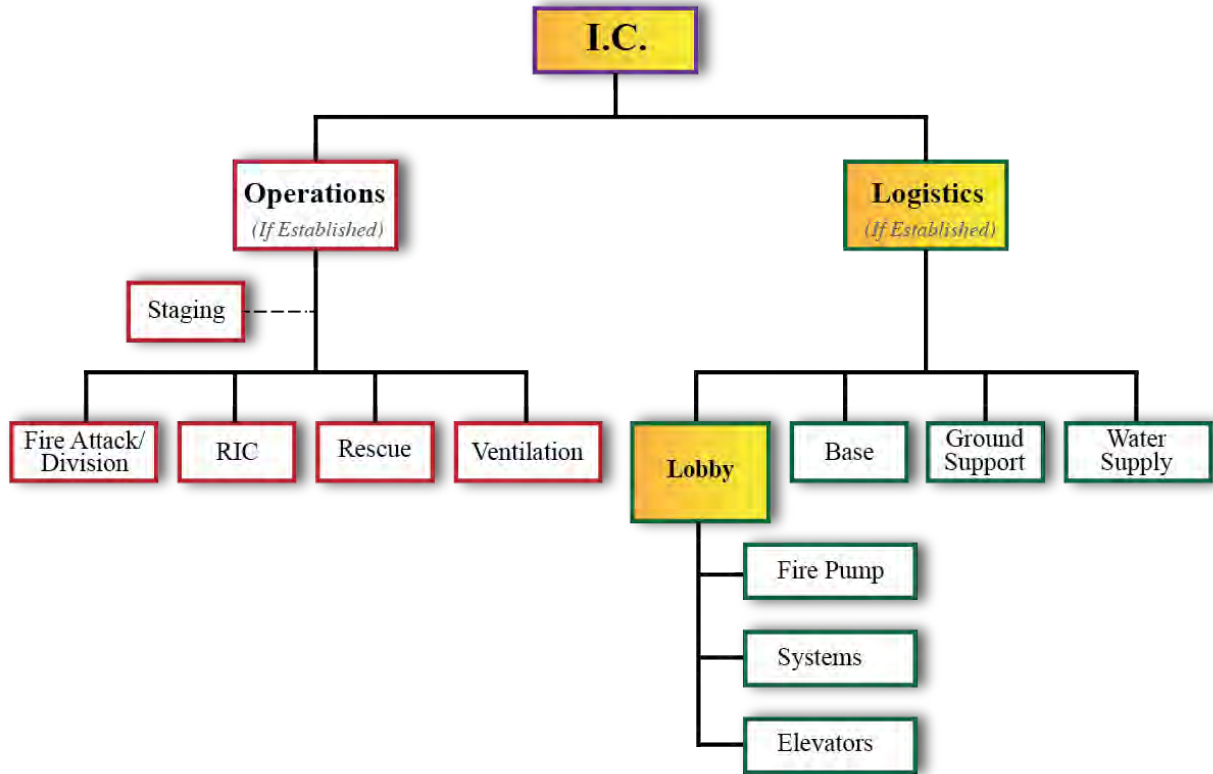 I.C.
Operations
(If Established)
Logistics
(If Established)
Staging
Fire Attack/
Division
RIC
Rescue
Ventilation
Lobby
Base
Ground
Support
Water
Supply
Fire Pump
Systems
Elevators